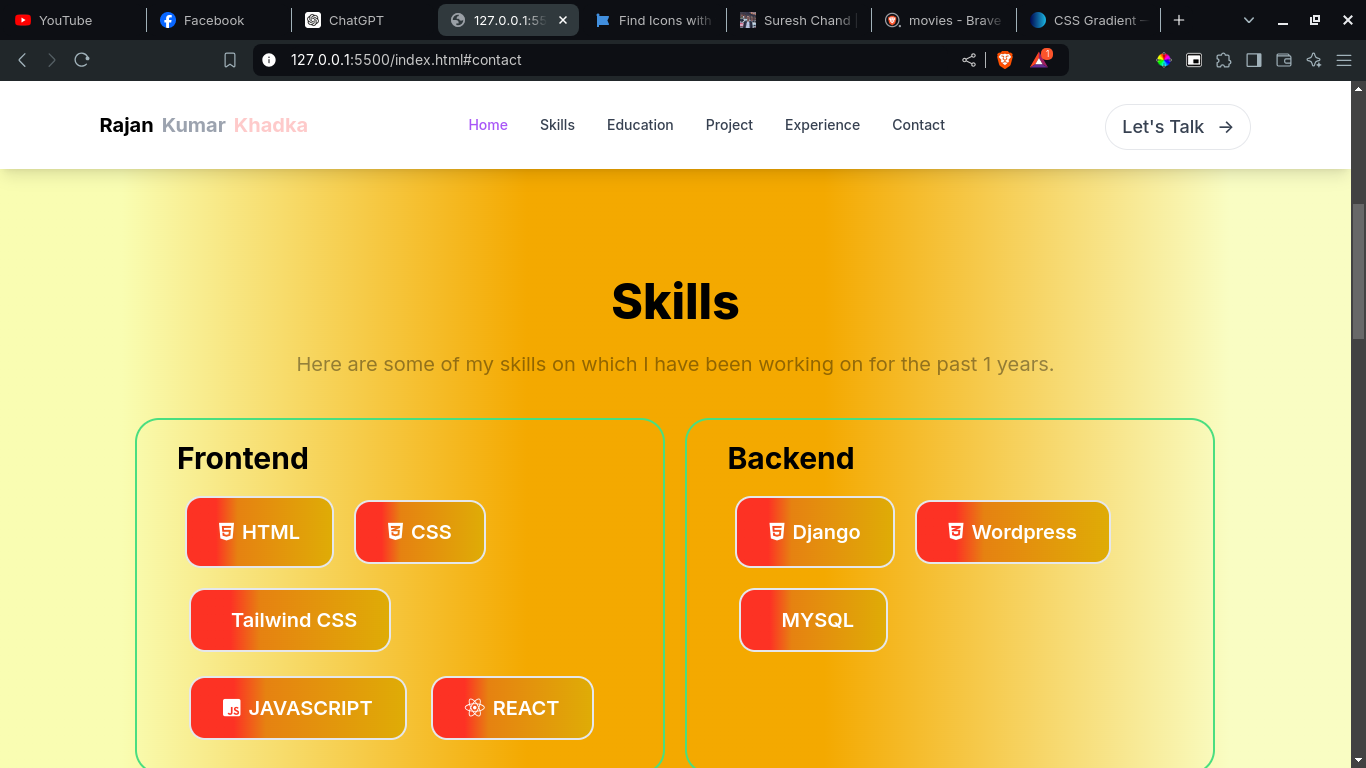 YouTube Facebook ChatGPT 127.0.0.1:55 Find Icons with Suresh Chand movies - Brave CSS Gradient —
127.0.0.1:5500/index.html#contact 1
Rajan Kumar Khadka Home Skills Education Project Experience Contact Let's Talk →
Skills
Here are some of my skills on which I have been working on for the past 1 years.
Frontend Backend
HTML CSS Django Wordpress
Tailwind CSS MYSQL
JS JAVASCRIPT REACT